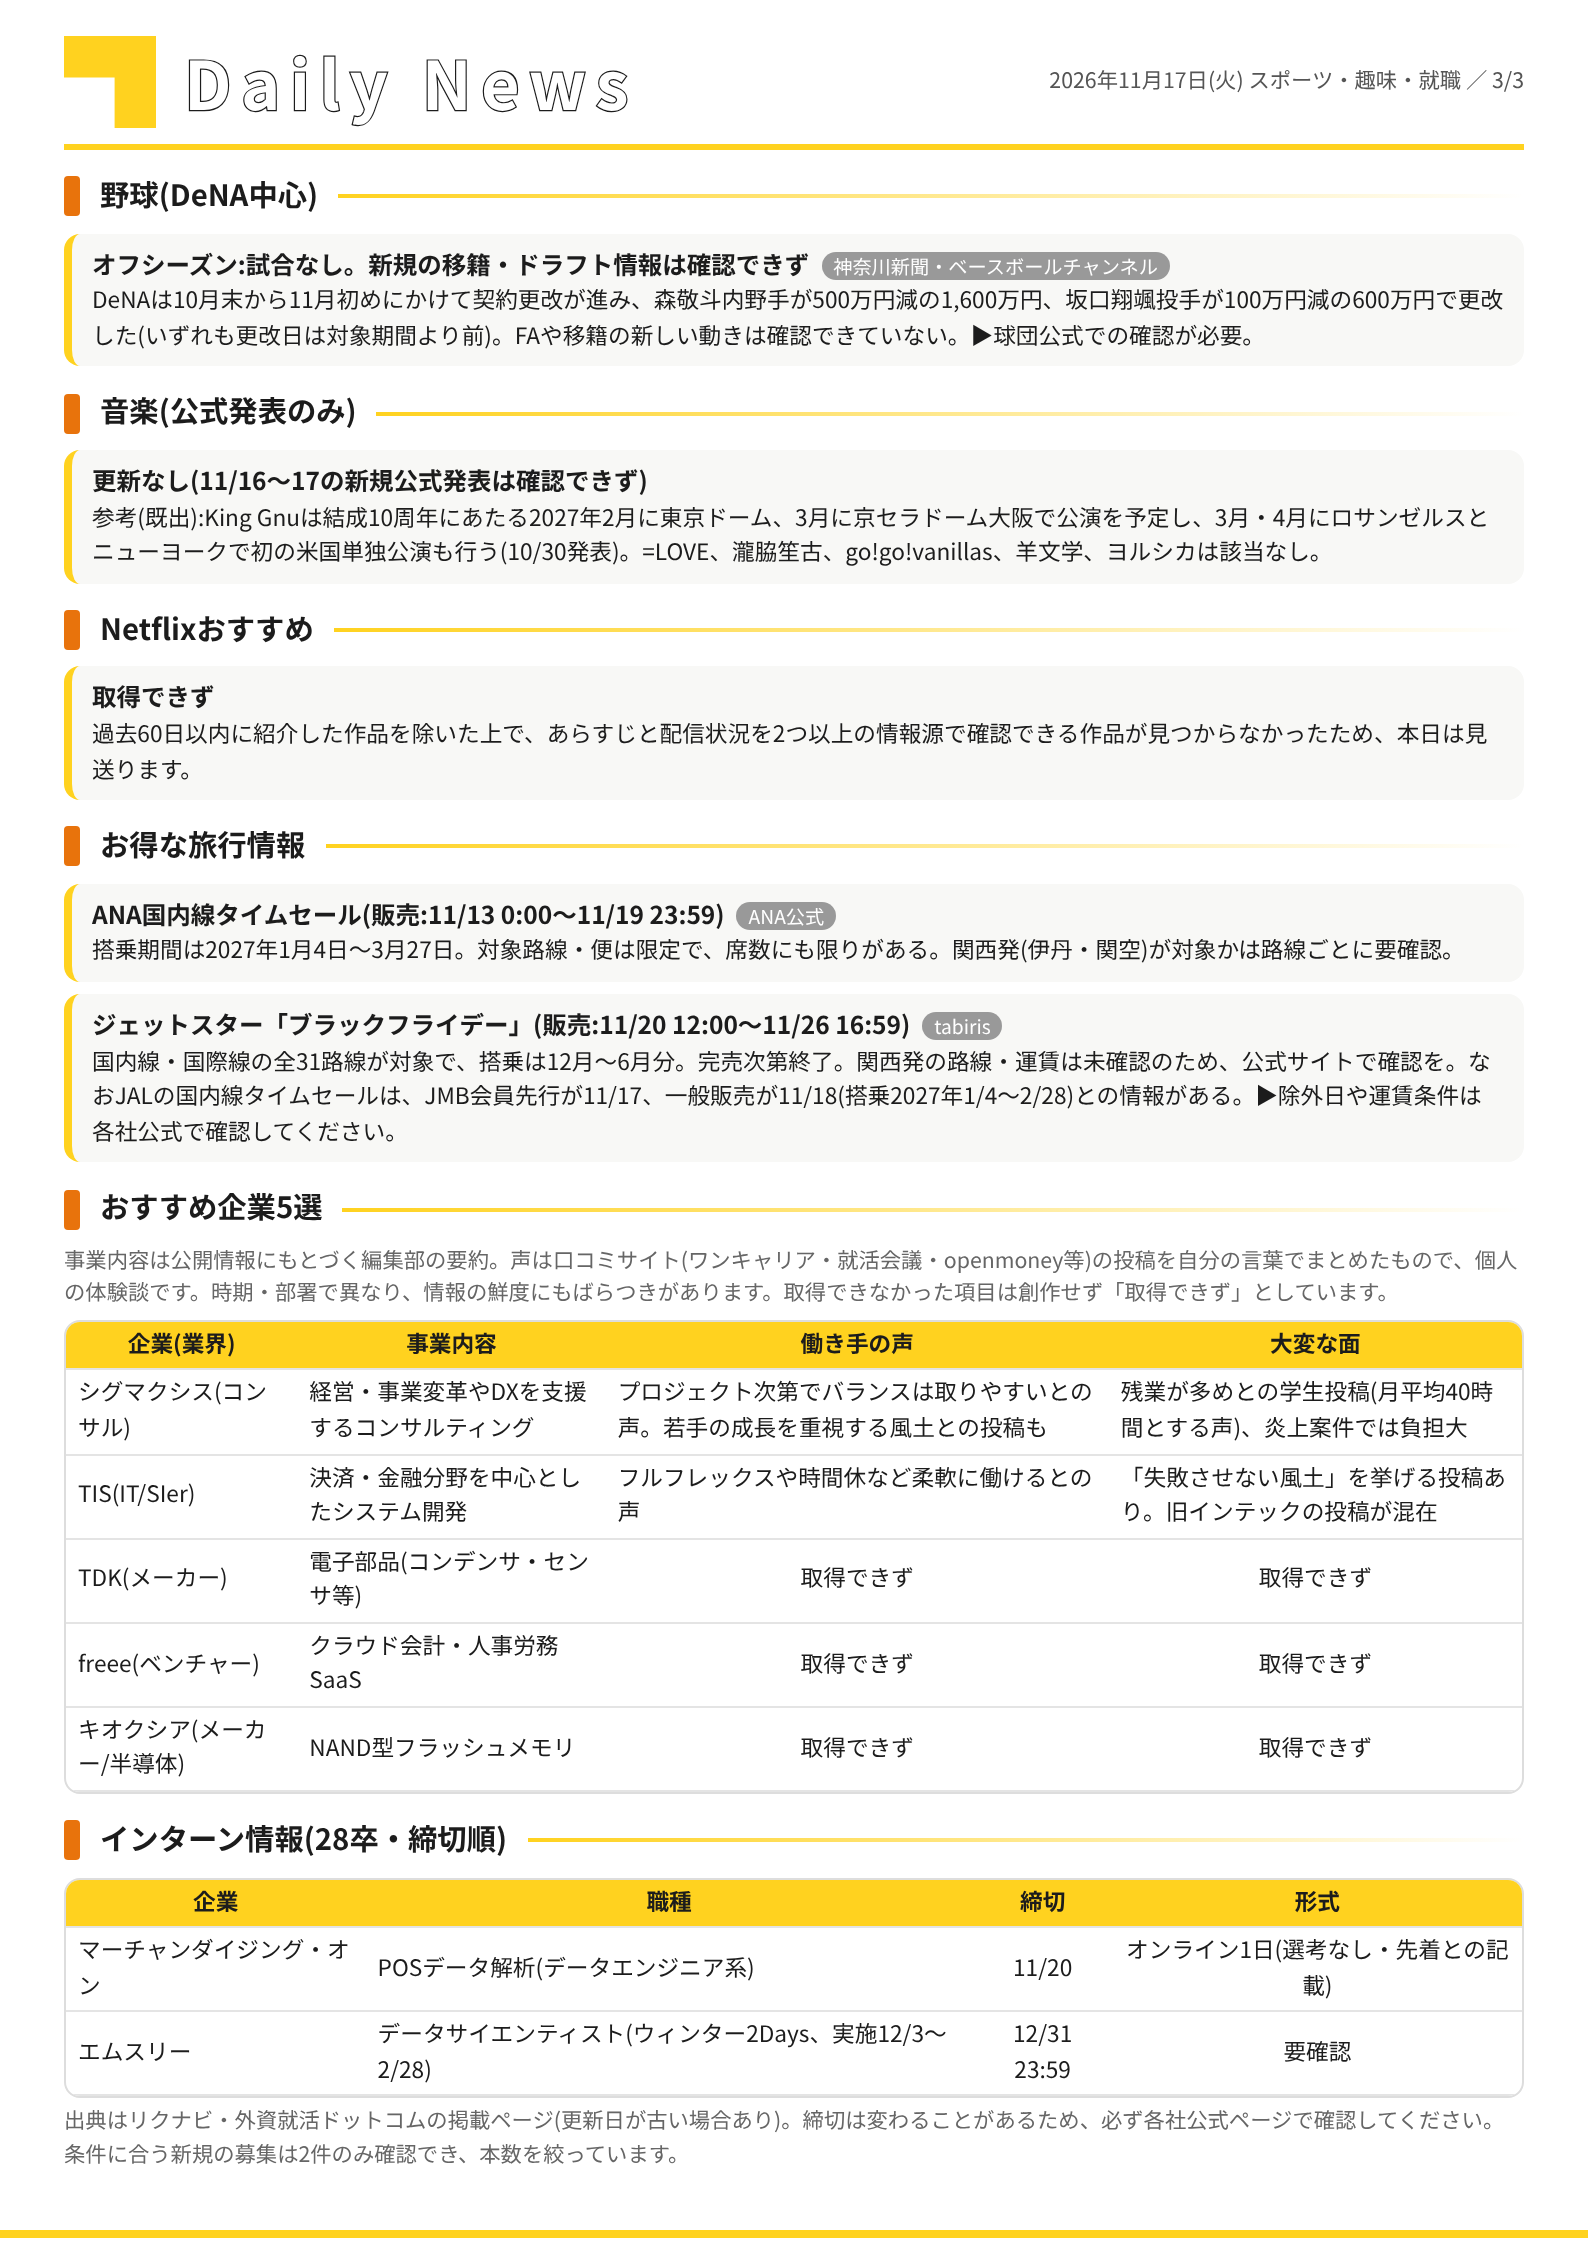 Daily News
2026年11月17日(火) スポーツ・趣味・就職 ／ 3/3
野球(DeNA中心)
オフシーズン:試合なし。新規の移籍・ドラフト情報は確認できず 神奈川新聞・ベースボールチャンネル
DeNAは10月末から11月初めにかけて契約更改が進み、森敬斗内野手が500万円減の1,600万円、坂口翔颯投手が100万円減の600万円で更改
した(いずれも更改日は対象期間より前)。FAや移籍の新しい動きは確認できていない。▶球団公式での確認が必要。
音楽(公式発表のみ)
更新なし(11/16〜17の新規公式発表は確認できず)
参考(既出):King Gnuは結成10周年にあたる2027年2月に東京ドーム、3月に京セラドーム大阪で公演を予定し、3月・4月にロサンゼルスと
ニューヨークで初の米国単独公演も行う(10/30発表)。=LOVE、瀧脇笙古、go!go!vanillas、羊文学、ヨルシカは該当なし。
Netflixおすすめ
取得できず
過去60日以内に紹介した作品を除いた上で、あらすじと配信状況を2つ以上の情報源で確認できる作品が見つからなかったため、本日は見
送ります。
お得な旅行情報
ANA国内線タイムセール(販売:11/13 0:00〜11/19 23:59) ANA公式
搭乗期間は2027年1月4日〜3月27日。対象路線・便は限定で、席数にも限りがある。関西発(伊丹・関空)が対象かは路線ごとに要確認。
ジェットスター「ブラックフライデー」(販売:11/20 12:00〜11/26 16:59) tabiris
国内線・国際線の全31路線が対象で、搭乗は12月〜6月分。完売次第終了。関西発の路線・運賃は未確認のため、公式サイトで確認を。な
おJALの国内線タイムセールは、JMB会員先行が11/17、一般販売が11/18(搭乗2027年1/4〜2/28)との情報がある。▶除外日や運賃条件は
各社公式で確認してください。
おすすめ企業5選
事業内容は公開情報にもとづく編集部の要約。声は口コミサイト(ワンキャリア・就活会議・openmoney等)の投稿を自分の言葉でまとめたもので、個人
の体験談です。時期・部署で異なり、情報の鮮度にもばらつきがあります。取得できなかった項目は創作せず「取得できず」としています。
企業(業界) 事業内容 働き手の声 大変な面
シグマクシス(コン 経営・事業変革やDXを支援 プロジェクト次第でバランスは取りやすいとの 残業が多めとの学生投稿(月平均40時
サル) するコンサルティング 声。若手の成長を重視する風土との投稿も 間とする声)、炎上案件では負担大
TIS(IT/SIer) 決済・金融分野を中心とし フルフレックスや時間休など柔軟に働けるとの 「失敗させない風土」を挙げる投稿あ
たシステム開発 声 り。旧インテックの投稿が混在
TDK(メーカー) 電子部品(コンデンサ・セン 取得できず 取得できず
サ等)
freee(ベンチャー) クラウド会計・人事労務 取得できず 取得できず
SaaS
キオクシア(メーカ NAND型フラッシュメモリ 取得できず 取得できず
ー/半導体)
インターン情報(28卒・締切順)
企業 職種 締切 形式
マーチャンダイジング・オ POSデータ解析(データエンジニア系) 11/20 オンライン1日(選考なし・先着との記
ン 載)
エムスリー データサイエンティスト(ウィンター2Days、実施12/3〜 12/31 要確認
2/28) 23:59
出典はリクナビ・外資就活ドットコムの掲載ページ(更新日が古い場合あり)。締切は変わることがあるため、必ず各社公式ページで確認してください。
条件に合う新規の募集は2件のみ確認でき、本数を絞っています。